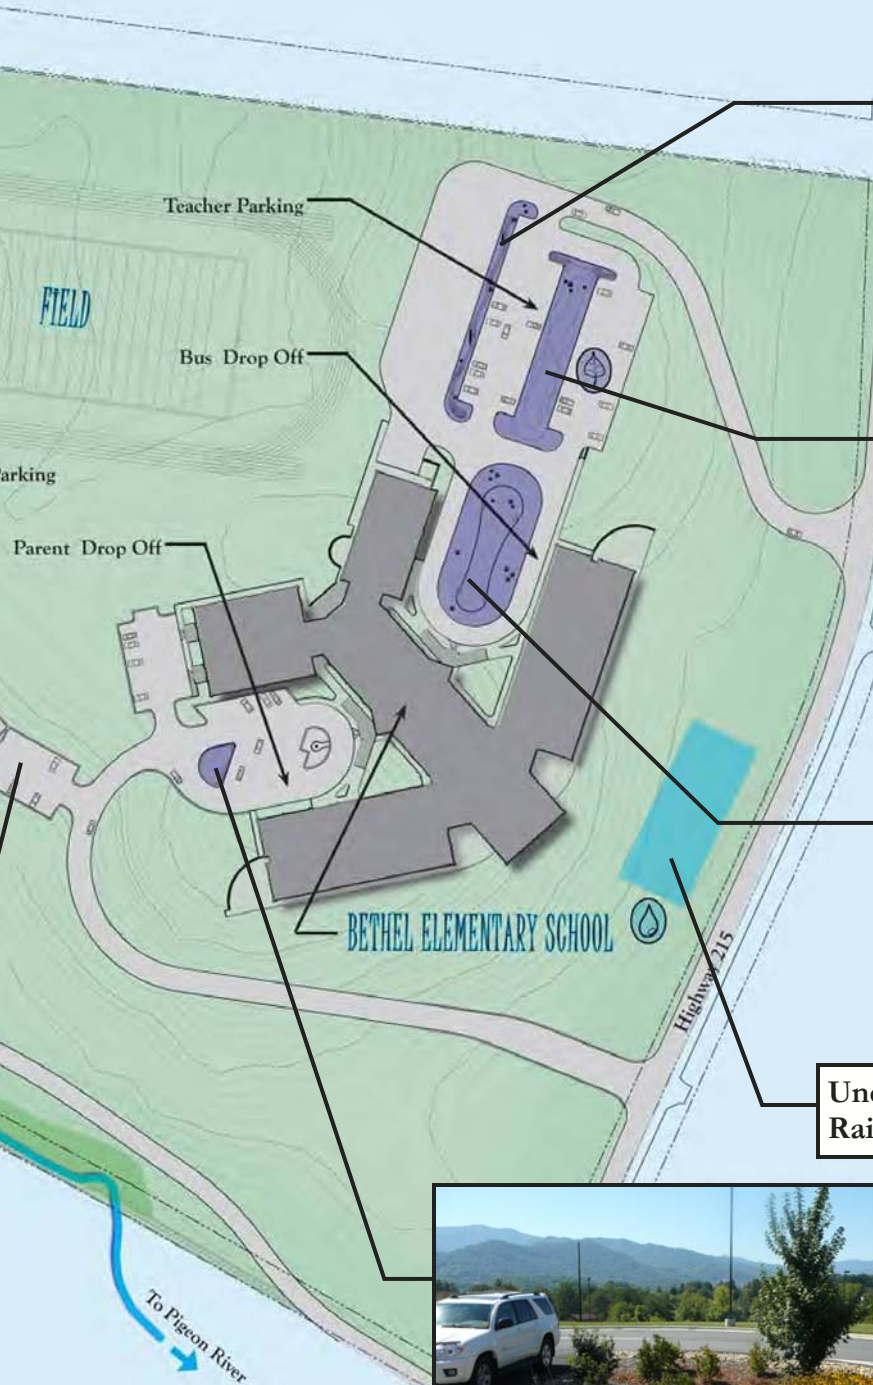 Teacher Parking
FIELD
Bus Drop Off
arking
Parent Drop Off
BETHEL ELEMENTARY SCHOOL
Highway 215
Und
Rai
To Pigeon River